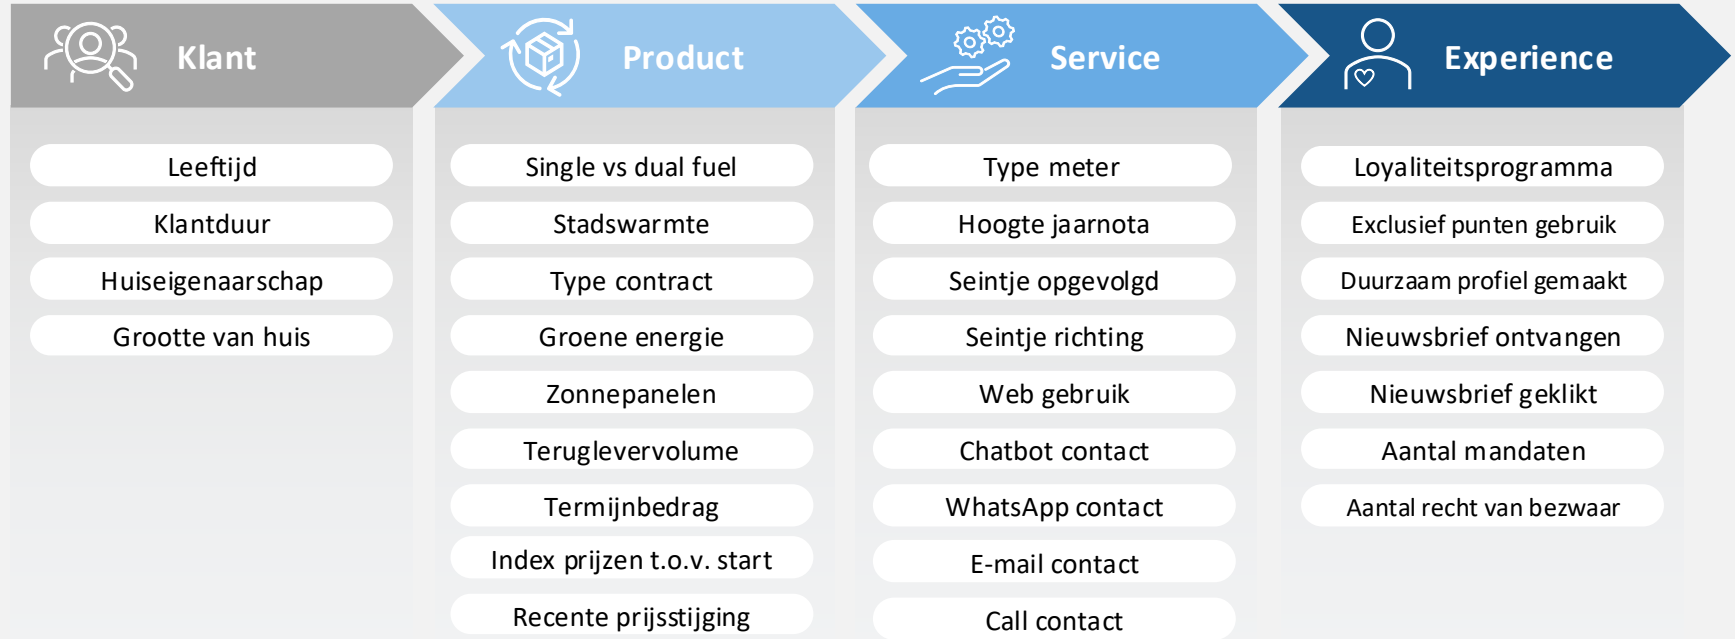 Klant
Leeftijd
Klantduur
Huiseigenaarschap
Grootte van huis
Product
Single vs dual fuel
Stadswarmte
Type contract
Groene energie
Zonnepanelen
Teruglevervolume
Termijnbedrag
Index prijzen t.o.v. start
Recente prijsstijging
Service
Type meter
Hoogte jaarnota
Seintje opgevolgd
Seintje richting
Web gebruik
Chatbot contact
WhatsApp contact
E-mail contact
Call contact
Experience
Loyaliteitsprogramma
Exclusief punten gebruik
Duurzaam profiel gemaakt
Nieuwsbrief ontvangen
Nieuwsbrief geklikt
Aantal mandaten
Aantal recht van bezwaar